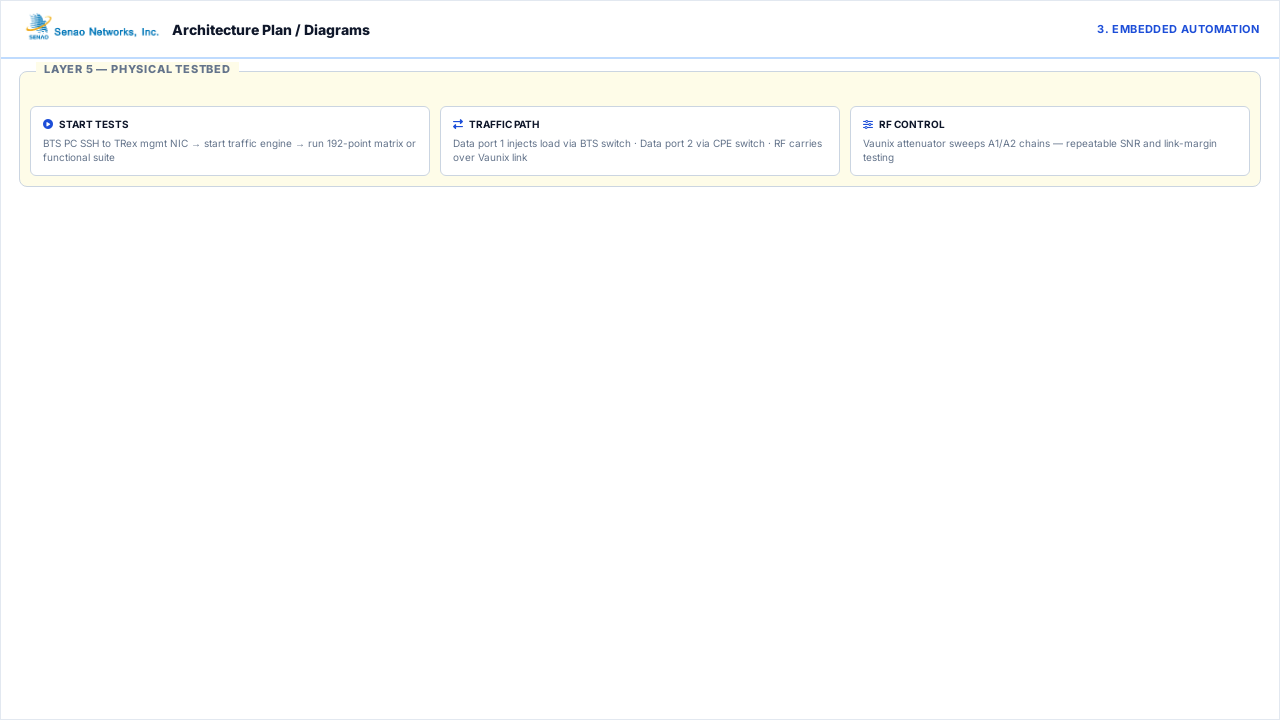 SENAO
Senao Networks, Inc.
Architecture Plan / Diagrams
3. EMBEDDED AUTOMATION
LAYER 5 — PHYSICAL TESTBED
START TESTS
BTS PC SSH to TRex mgmt NIC → start traffic engine → run 192-point matrix or
functional suite
TRAFFIC PATH
Data port 1 injects load via BTS switch · Data port 2 via CPE switch · RF carries
over Vaunix link
RF CONTROL
Vaunix attenuator sweeps A1/A2 chains — repeatable SNR and link-margin
testing